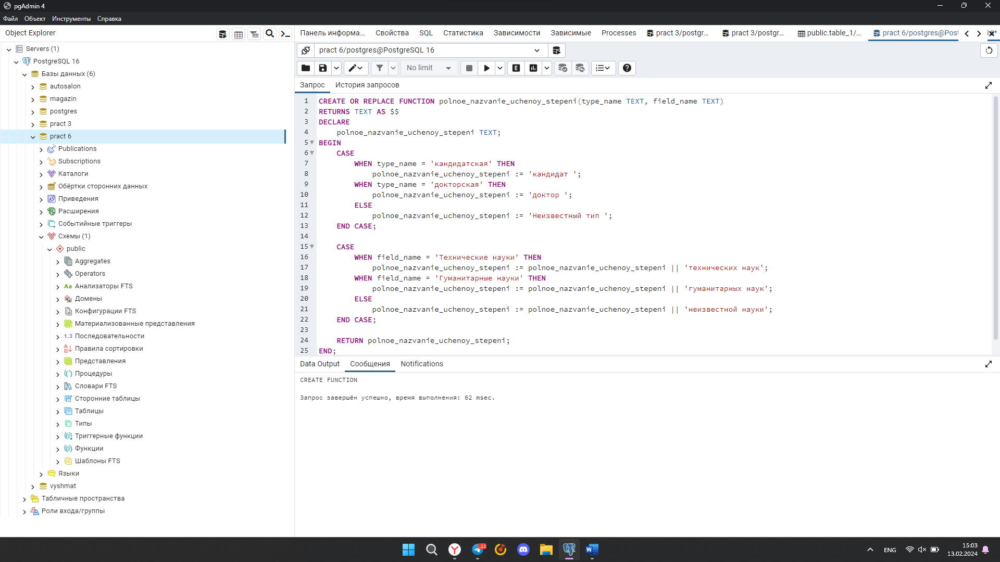 pgAdmin 4
Файл Объект Инструменты Справка
Object Explorer
Панель информа... Свойства SQL Статистика Зависимости Зависимые Processes pract 3/postgr... pract 3/postgr... public.table_1/... pract 6/postgres@Post
Servers (1)
PostgreSQL 16
Базы данных (6)
autosalon
magazin
postgres
pract 3
pract 6
Publications
Subscriptions
Каталоги
Обёртки сторонних данных
Приведения
Расширения
Событийные триггеры
Схемы (1)
public
Aggregates
Operators
Aa Анализаторы FTS
Домены
Конфигурации FTS
Материализованные представления
1..3 Последовательности
Правила сортировки
Представления
Процедуры
Словари FTS
Сторонние таблицы
Таблицы
Типы
Триггерные функции
Функции
Шаблоны FTS
Языки
vyshmat
Табличные пространства
Роли входа/группы
pract 6/postgres@PostgreSQL 16
No limit
E
Запрос История запросов
1 CREATE OR REPLACE FUNCTION polnoe_nazvanie_uchenoy_stepeni(type_name TEXT, field_name TEXT)
2 RETURNS TEXT AS $$
3 DECLARE
4 polnoe_nazvanie_uchenoy_stepeni TEXT;
5 BEGIN
6 CASE
7 WHEN type_name = 'кандидатская' THEN
8 polnoe_nazvanie_uchenoy_stepeni := 'кандидат ';
9 WHEN type_name = 'докторская' THEN
10 polnoe_nazvanie_uchenoy_stepeni := 'доктор ';
11 ELSE
12 polnoe_nazvanie_uchenoy_stepeni := 'Неизвестный тип ';
13 END CASE;
14
15 CASE
16 WHEN field_name = 'Технические науки' THEN
17 polnoe_nazvanie_uchenoy_stepeni := polnoe_nazvanie_uchenoy_stepeni || 'технических наук';
18 WHEN field_name = 'Гуманитарные науки' THEN
19 polnoe_nazvanie_uchenoy_stepeni := polnoe_nazvanie_uchenoy_stepeni || 'гуманитарных наук';
20 ELSE
21 polnoe_nazvanie_uchenoy_stepeni := polnoe_nazvanie_uchenoy_stepeni || 'неизвестной науки';
22 END CASE;
23
24 RETURN polnoe_nazvanie_uchenoy_stepeni;
25 END;
Data Output Сообщения Notifications
CREATE FUNCTION
Запрос завершён успешно, время выполнения: 62 msec.
22
ENG
15:03
13.02.2024